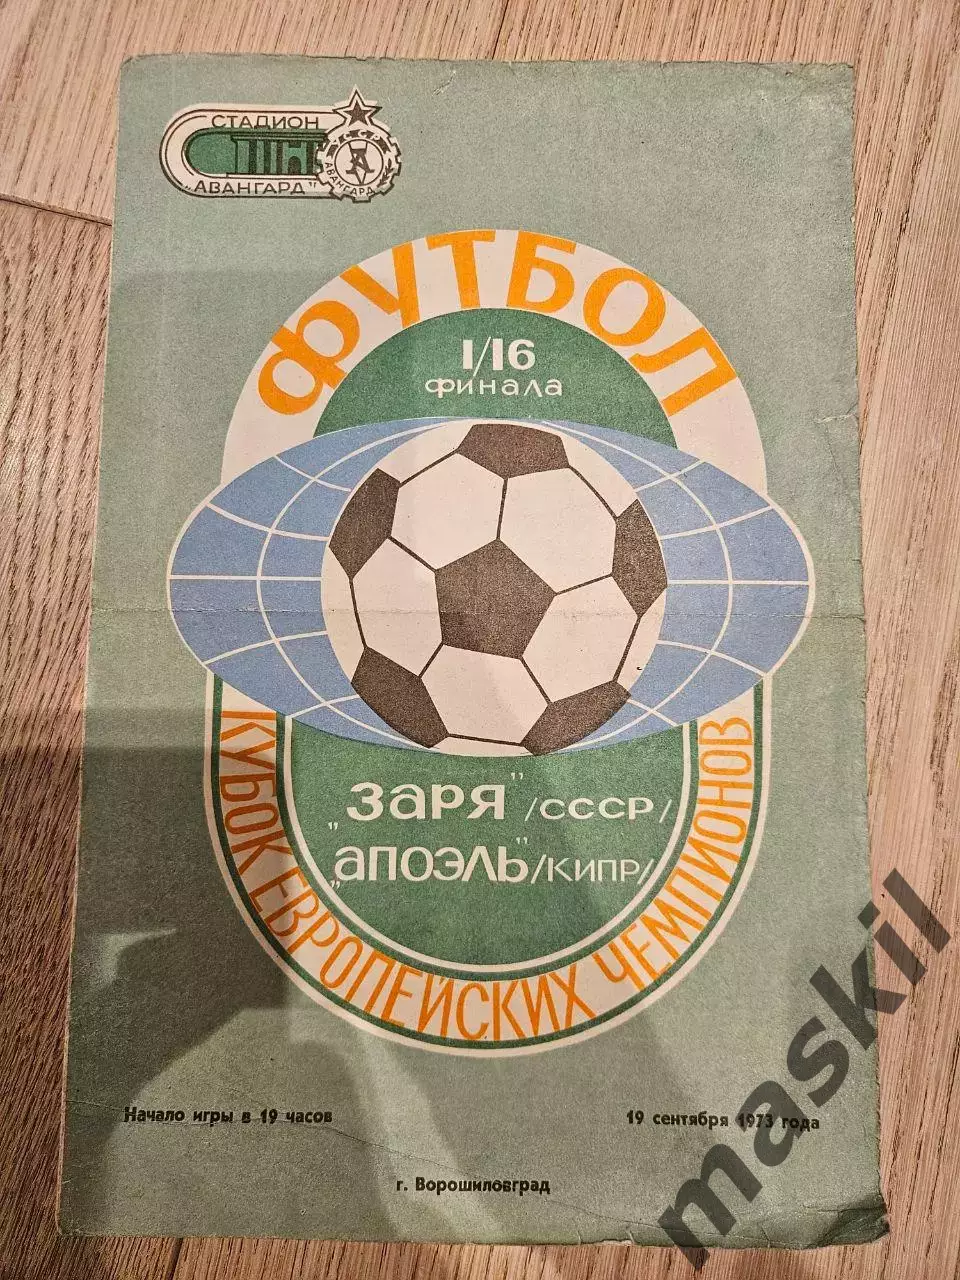 СТАДИОН
„АВАНГАРД"
УССР
АВАНГАРД
ФУТБОЛ
1/16
финала
„ЗАРЯ" /СССР/
„АПОЭЛЬ" /КИПР/
КУБОК ЕВРОПЕЙСКИХ ЧЕМПИОНОВ
Начало игры в 19 часов
19 сентября 1973 года
г. Ворошиловград
maskil